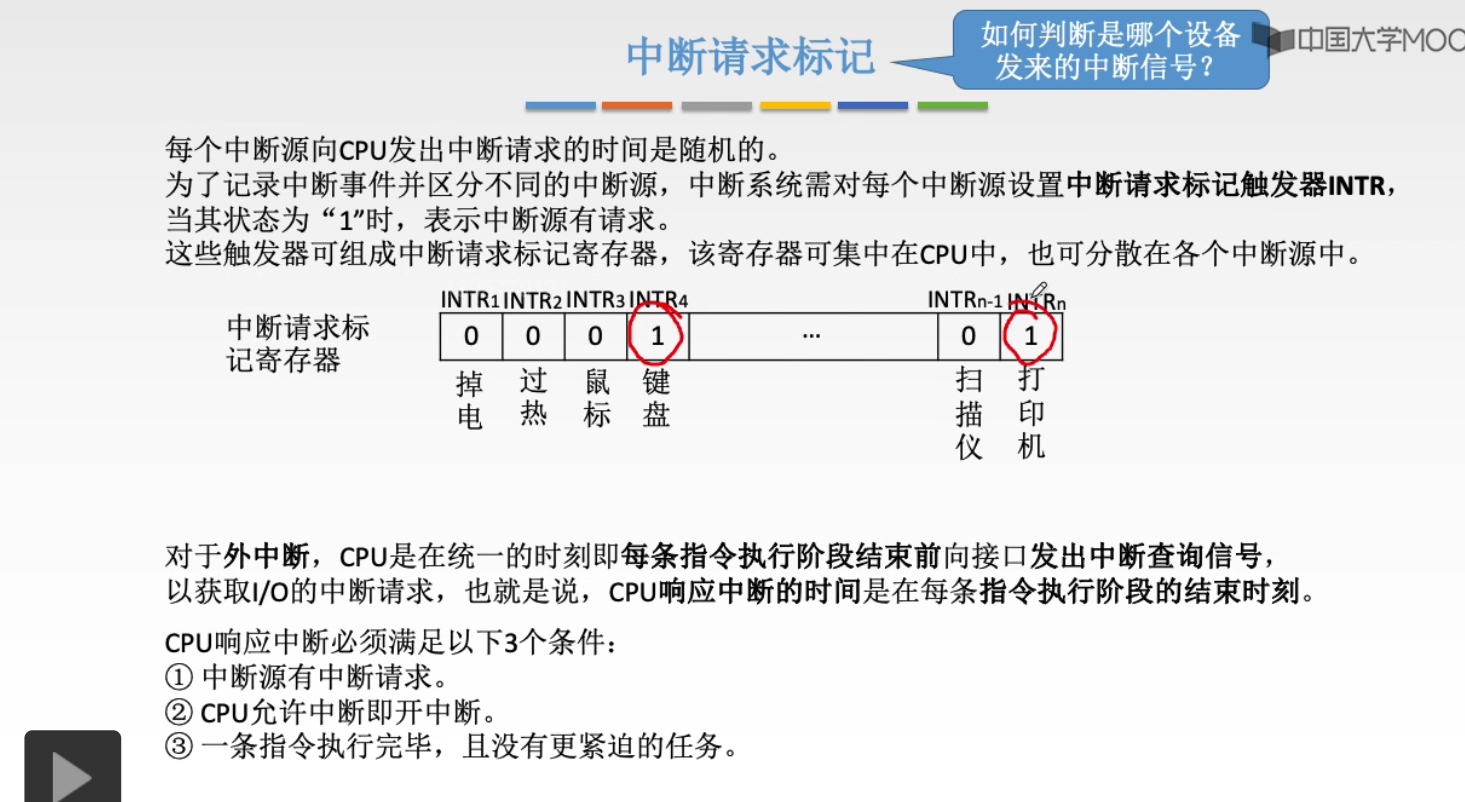 中断请求标记
如何判断是哪个设备
发来的中断信号？
中国大学MOO
每个中断源向CPU发出中断请求的时间是随机的。
为了记录中断事件并区分不同的中断源，中断系统需对每个中断源设置中断请求标记触发器INTR，
当其状态为“1”时，表示中断源有请求。
这些触发器可组成中断请求标记寄存器，该寄存器可集中在CPU中，也可分散在各个中断源中。
INTR1 INTR2 INTR3 INTR4 INTRn-1 INTRn
中断请求标
记寄存器
0 0 0 1 ... 0 1
掉电 过热 鼠标 键盘 扫描仪 打印机
对于外中断，CPU是在统一的时刻即每条指令执行阶段结束前向接口发出中断查询信号，
以获取I/O的中断请求，也就是说，CPU响应中断的时间是在每条指令执行阶段的结束时刻。
CPU响应中断必须满足以下3个条件：
① 中断源有中断请求。
② CPU允许中断即开中断。
③ 一条指令执行完毕，且没有更紧迫的任务。